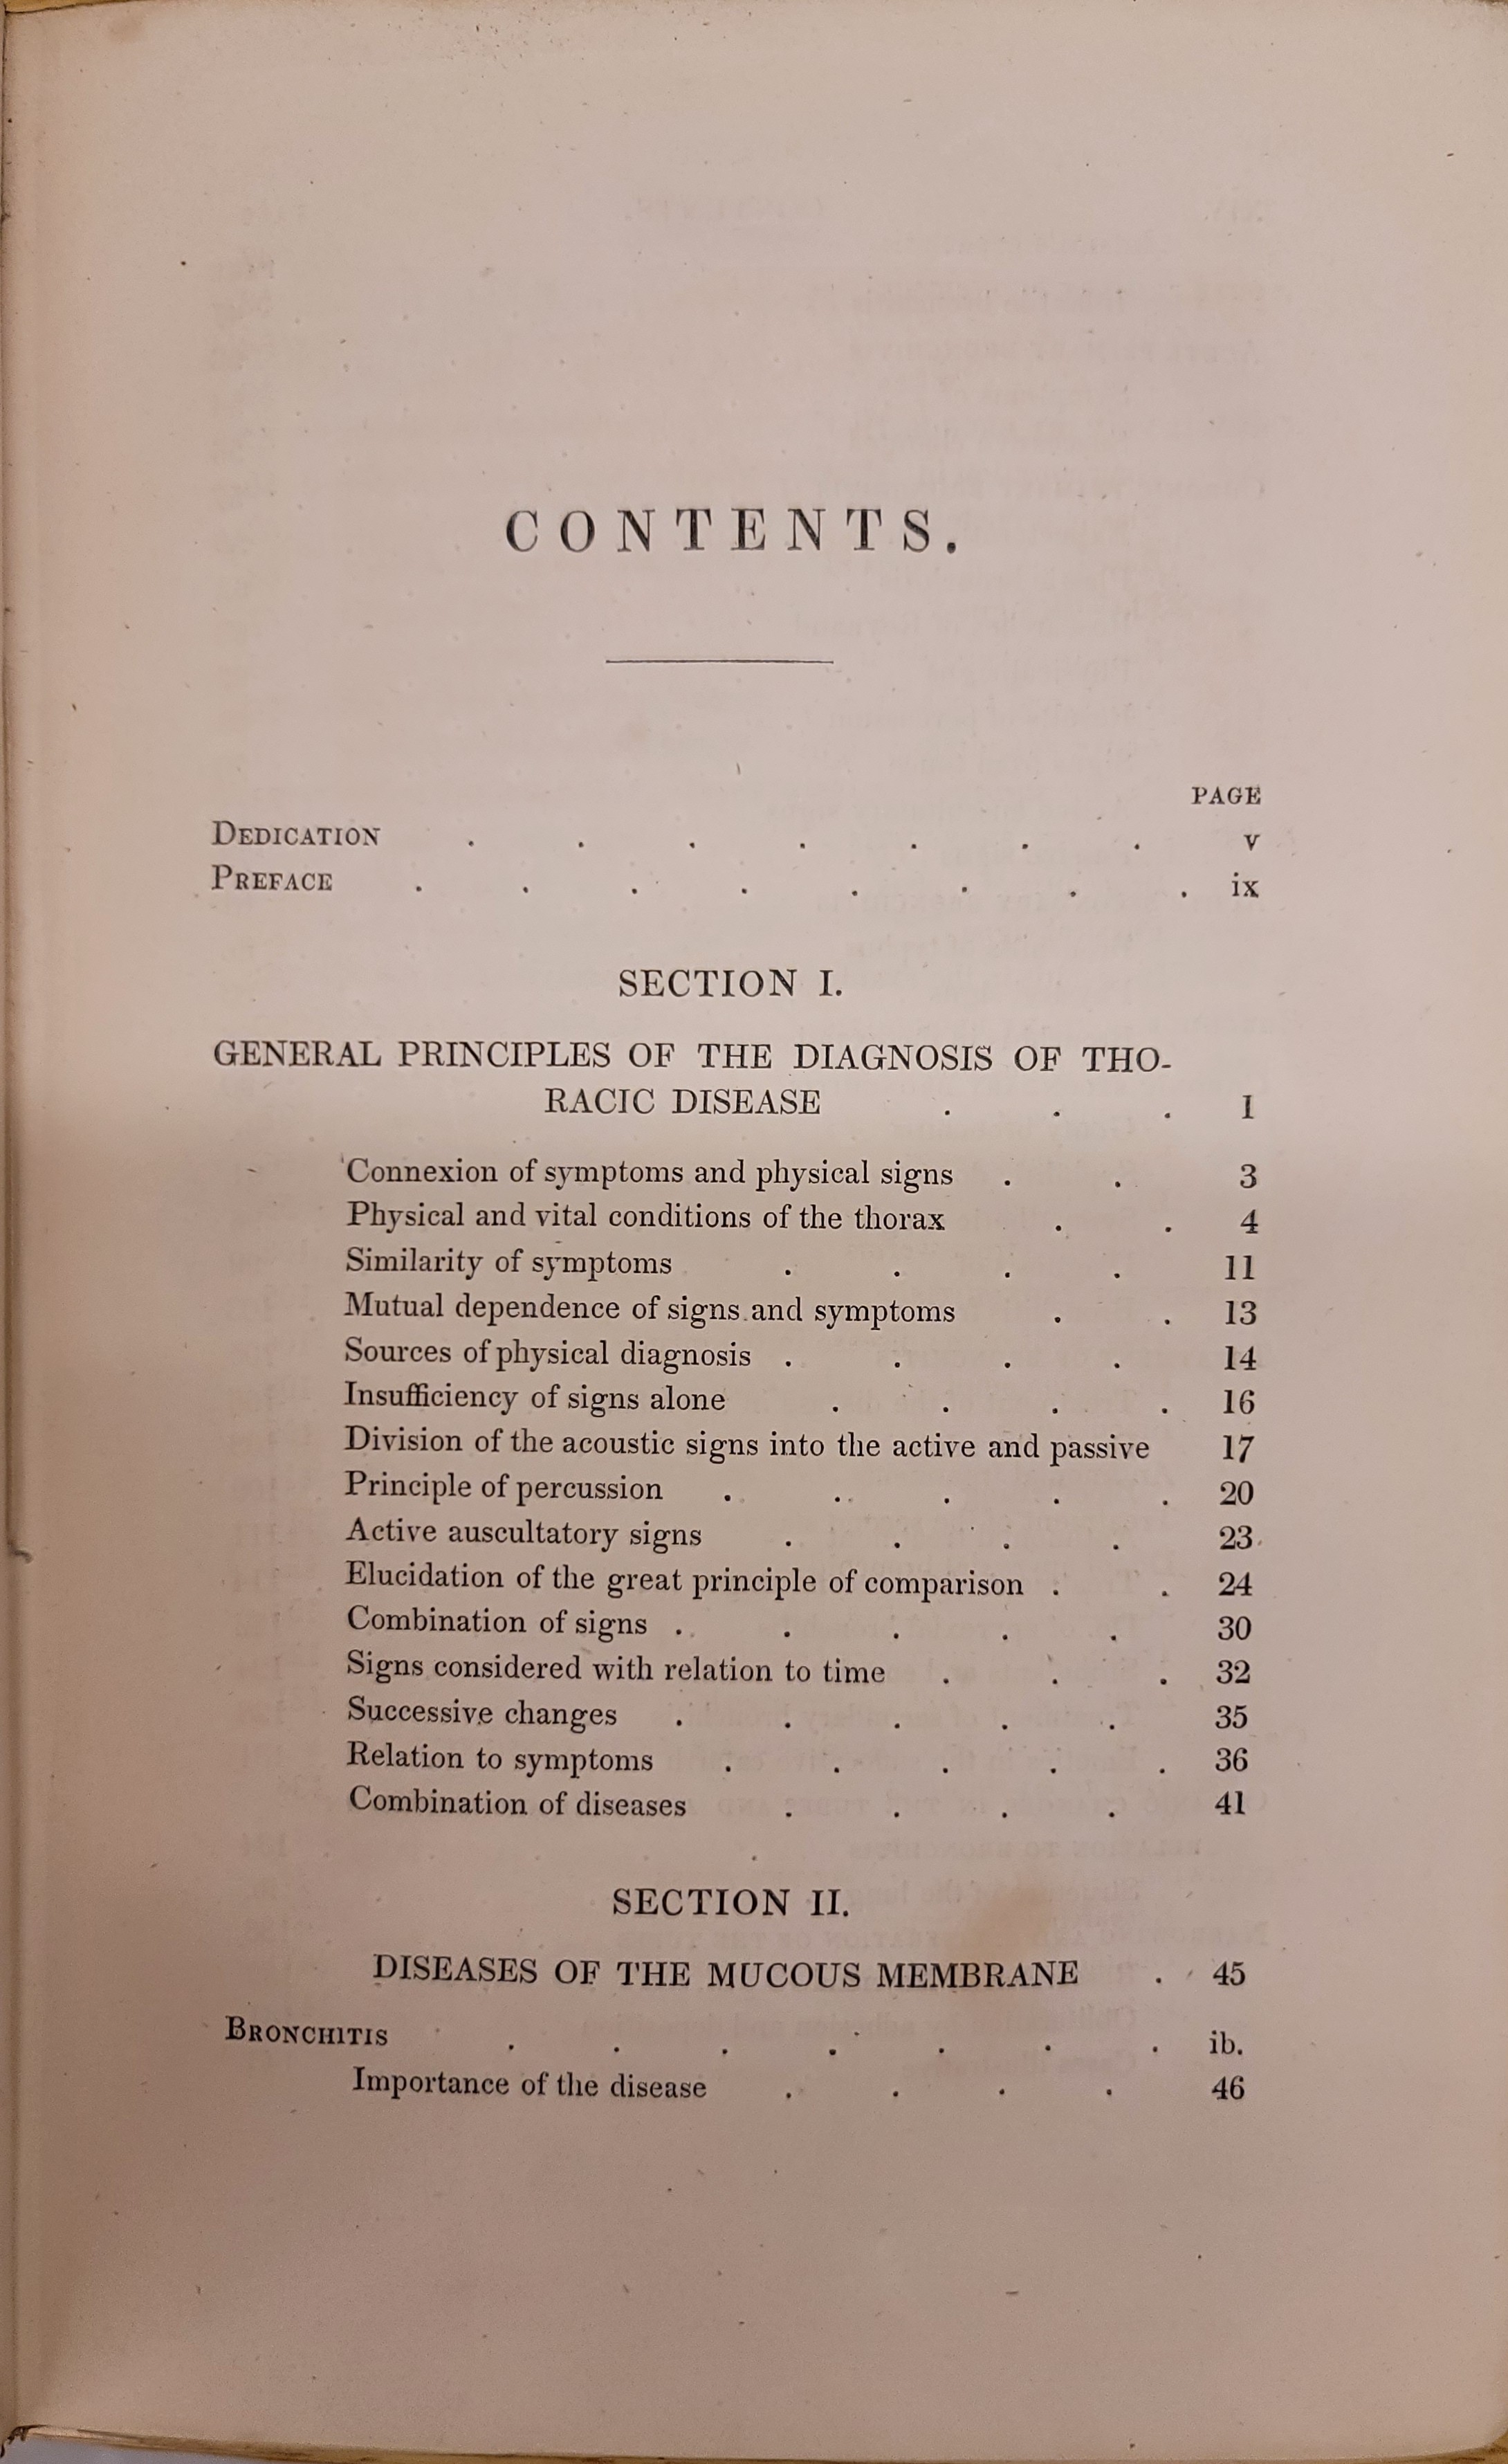 CONTENTS.
PAGE
DEDICATION . . . . . . . v
PREFACE . . . . . . . . ix
SECTION I.
GENERAL PRINCIPLES OF THE DIAGNOSIS OF THO-
RACIC DISEASE . . . 1
Connexion of symptoms and physical signs . . 3
Physical and vital conditions of the thorax . . 4
Similarity of symptoms . . . . 11
Mutual dependence of signs and symptoms . . 13
Sources of physical diagnosis . . . . 14
Insufficiency of signs alone . . . . 16
Division of the acoustic signs into the active and passive 17
Principle of percussion . . . . . 20
Active auscultatory signs . . . . 23
Elucidation of the great principle of comparison . . 24
Combination of signs . . . . . 30
Signs considered with relation to time . . . 32
Successive changes . . . . . 35
Relation to symptoms . . . . . 36
Combination of diseases . . . . 41
SECTION II.
DISEASES OF THE MUCOUS MEMBRANE . 45
BRONCHITIS . . . . . . . ib.
Importance of the disease . . . . 46